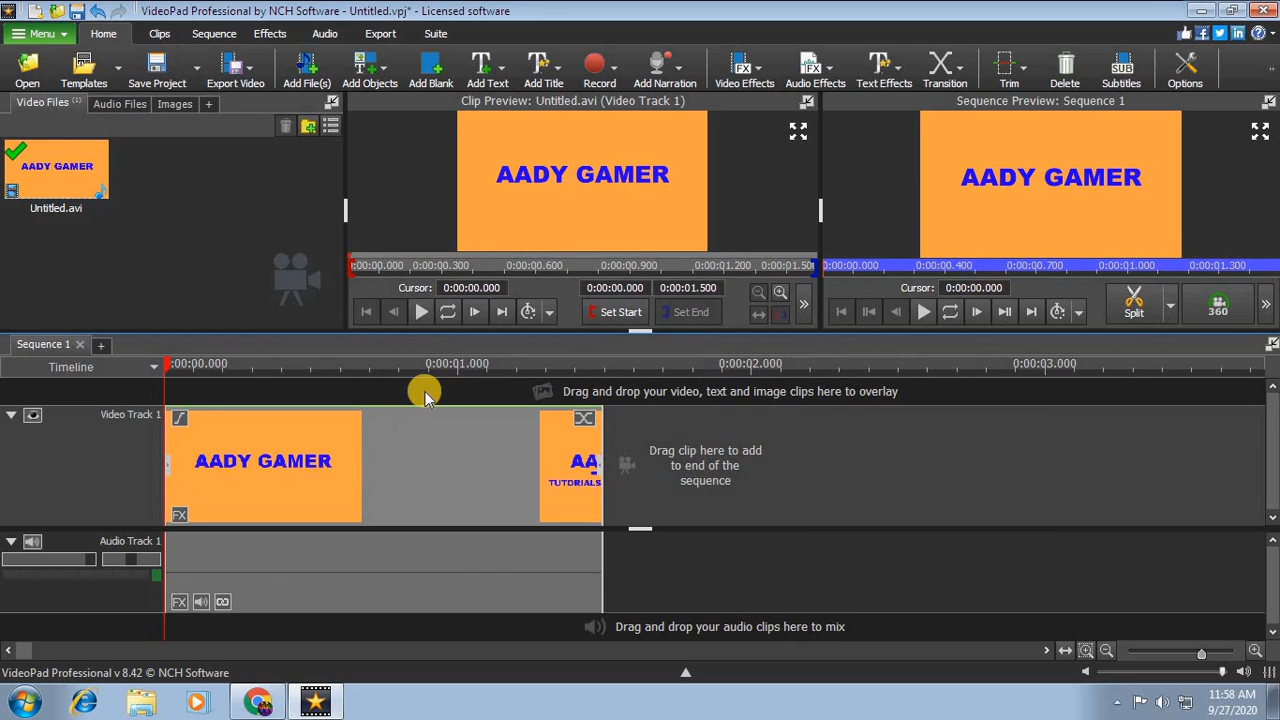 VideoPad Professional by NCH Software - Untitled.vpj* - Licensed software
Menu Home Clips Sequence Effects Audio Export Suite
Open Templates Save Project Export Video Add File(s) Add Objects Add Blank Add Text Add Title Record Add Narration Video Effects Audio Effects Text Effects Transition Trim Delete Subtitles Options
Video Files (1) Audio Files Images +
Clip Preview: Untitled.avi (Video Track 1)
Sequence Preview: Sequence 1
AADY GAMER
Untitled.avi
AADY GAMER
AADY GAMER
0:00:00.000 0:00:00.300 0:00:00.600 0:00:00.900 0:00:01.200 0:00:01.50
:00:00.000 0:00:00.400 0:00:00.700 0:00:01.000 0:00:01.300
Cursor: 0:00:00.000 0:00:00.000 0:00:01.500
Cursor: 0:00:00.000
Set Start Set End
Split 360
Sequence 1
Timeline
:00:00.000 0:00:01.000 0:00:02.000 0:00:03.000
Drag and drop your video, text and image clips here to overlay
Video Track 1
AADY GAMER
FX
AA
TUTORIALS
Drag clip here to add
to end of the
sequence
Audio Track 1
FX
Drag and drop your audio clips here to mix
VideoPad Professional v 8.42 © NCH Software
11:58 AM
9/27/2020